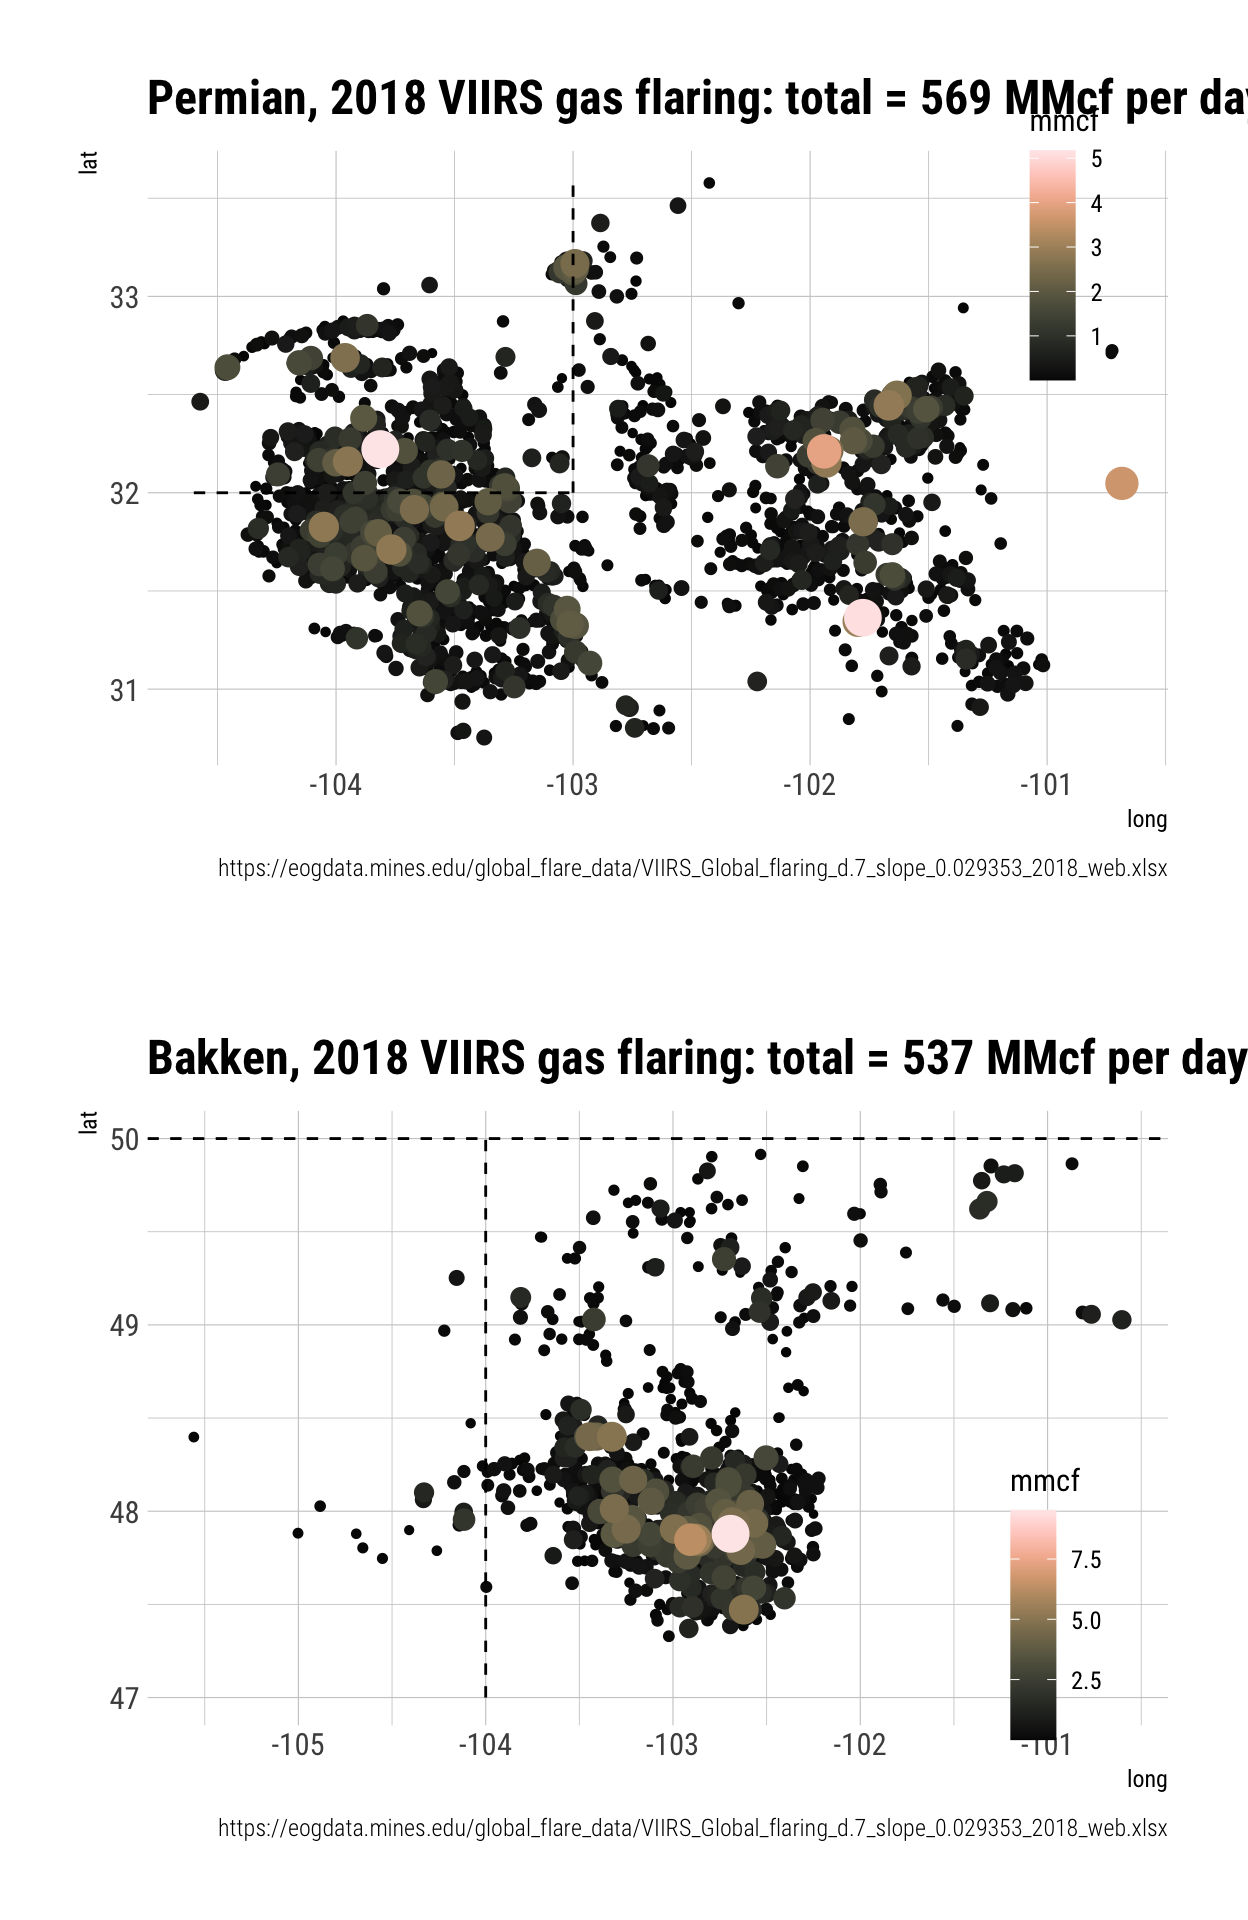 Permian, 2018 VIIRS gas flaring: total = 569 MMcf per day
mmcf
5
4
3
2
1
lat
33
32
31
-104 -103 -102 -101
long
https://eogdata.mines.edu/global_flare_data/VIIRS_Global_flaring_d.7_slope_0.029353_2018_web.xlsx
Bakken, 2018 VIIRS gas flaring: total = 537 MMcf per day
lat
50
49
48
47
mmcf
7.5
5.0
2.5
-105 -104 -103 -102 -101
long
https://eogdata.mines.edu/global_flare_data/VIIRS_Global_flaring_d.7_slope_0.029353_2018_web.xlsx